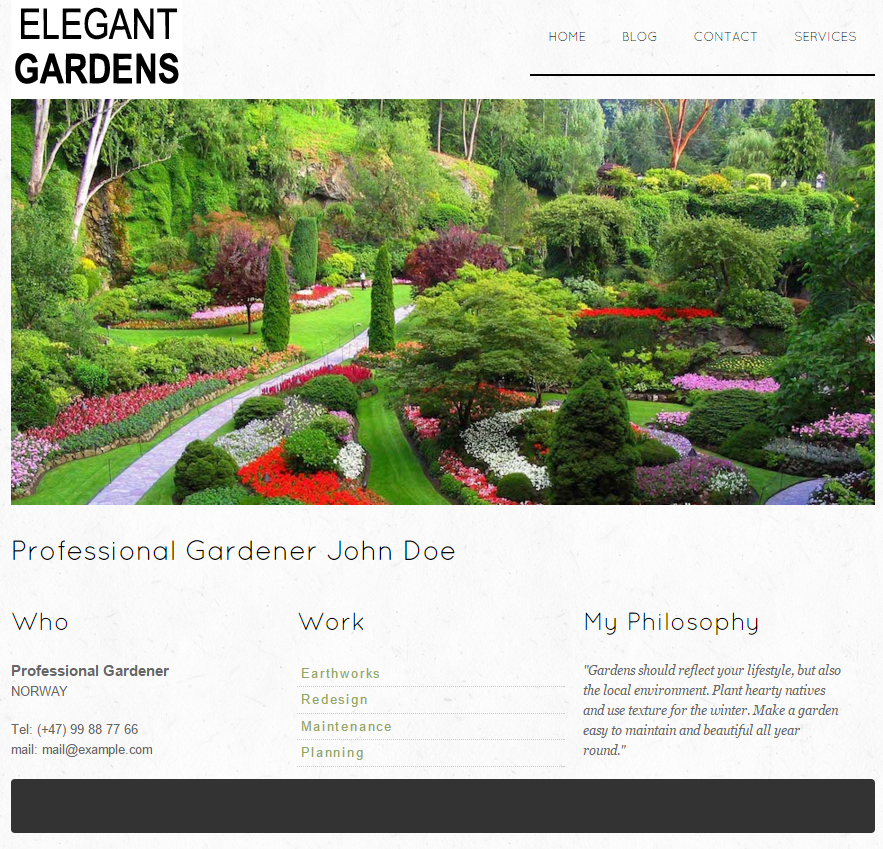 ELEGANT
GARDENS
HOME BLOG CONTACT SERVICES
Professional Gardener John Doe
Who
Professional Gardener
NORWAY
Tel: (+47) 99 88 77 66
mail: mail@example.com
Work
Earthworks
Redesign
Maintenance
Planning
My Philosophy
"Gardens should reflect your lifestyle, but also
the local environment. Plant hearty natives
and use texture for the winter. Make a garden
easy to maintain and beautiful all year
round."